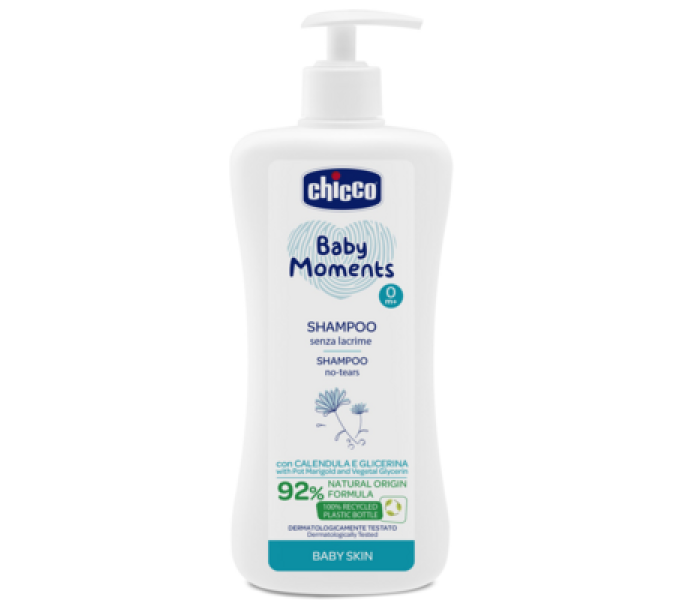 chicco
Baby
Moments
0
m+
SHAMPOO
senza lacrime
SHAMPOO
no-tears
con CALENDULA E GLICERINA
with Pot Marigold and Vegetal Glycerin
92% NATURAL ORIGIN
FORMULA
100% RECYCLED
PLASTIC BOTTLE
DERMATOLOGICAMENTE TESTATO
Dermatologically Tested
BABY SKIN